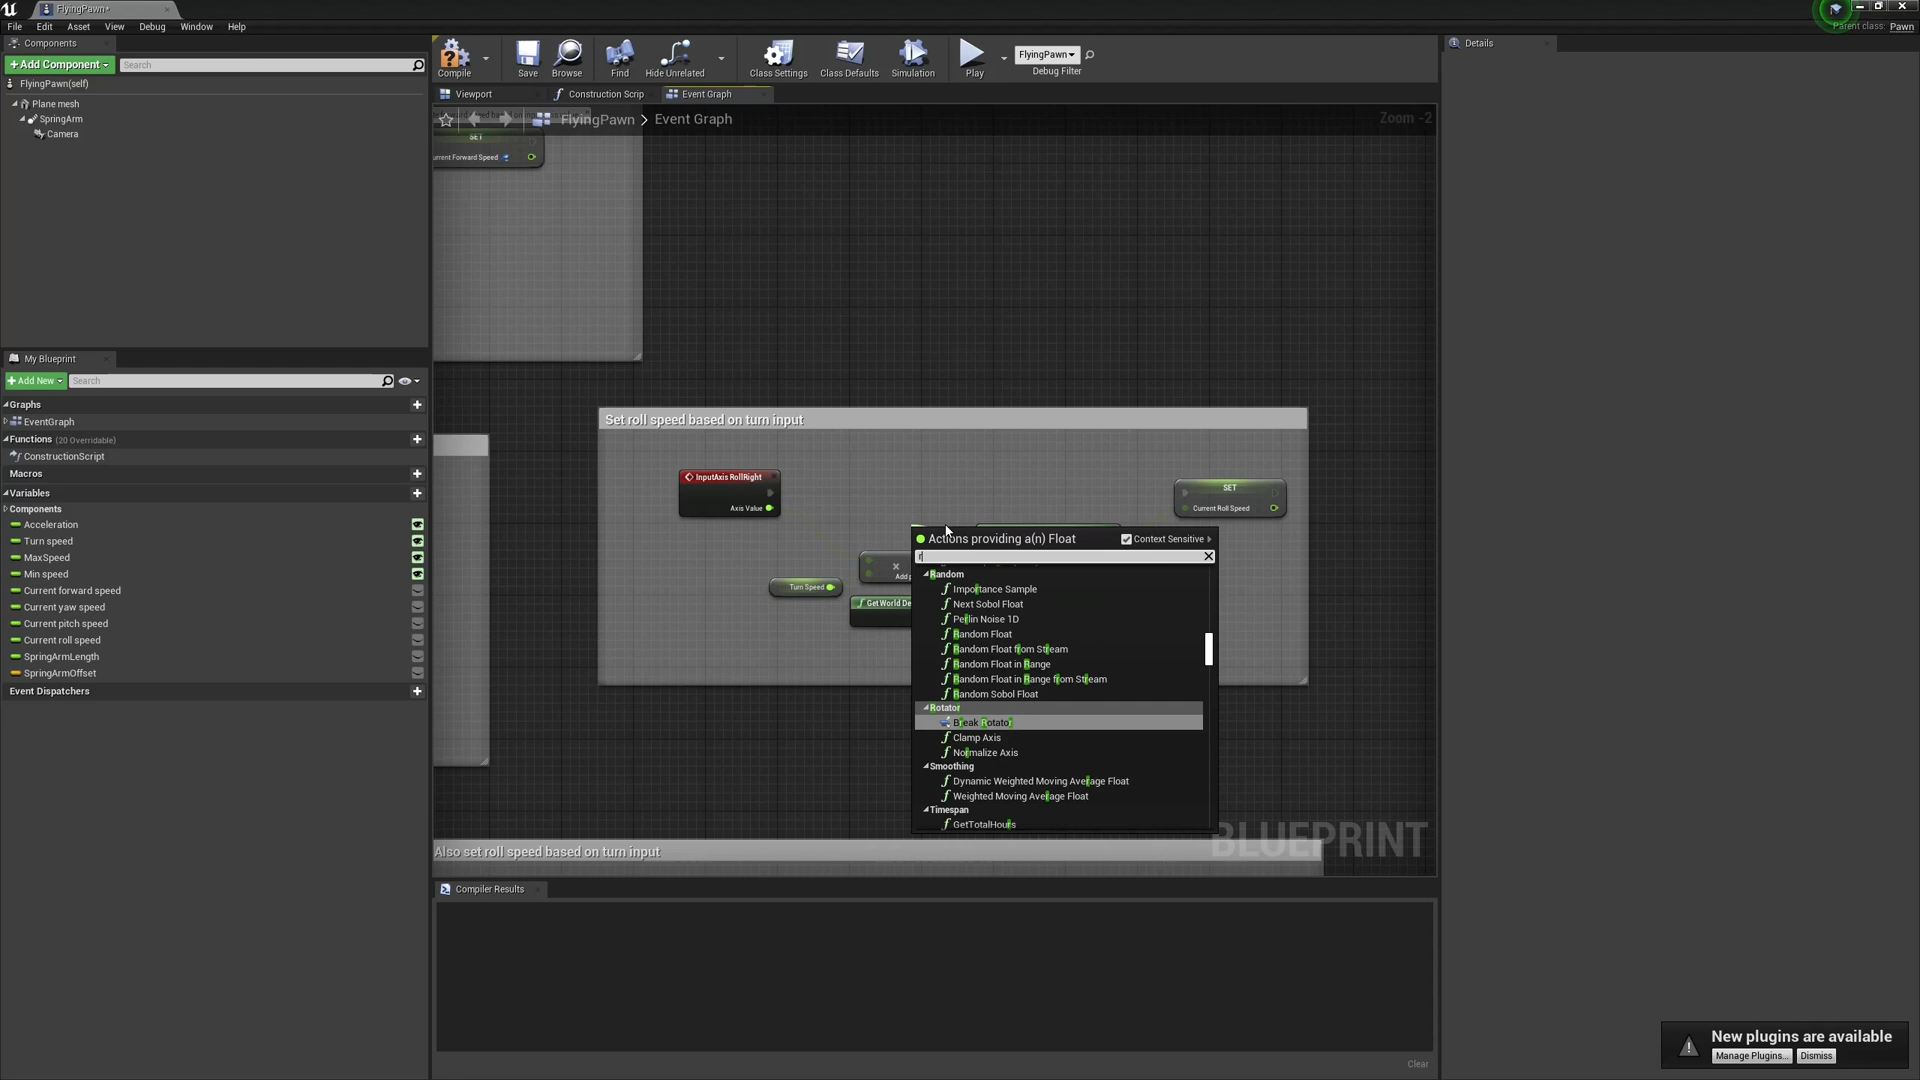 FlyingPawn*
File Edit Asset View Debug Window Help
Parent class: Pawn
Components
+Add Component Search
FlyingPawn(self)
Plane mesh
SpringArm
Camera
My Blueprint
+Add New Search
Graphs
EventGraph
Functions (20 Overridable)
ConstructionScript
Macros
Variables
Components
Acceleration
Turn speed
MaxSpeed
Min speed
Current forward speed
Current yaw speed
Current pitch speed
Current roll speed
SpringArmLength
SpringArmOffset
Event Dispatchers
Compile Save Browse Find Hide Unrelated Class Settings Class Defaults Simulation Play
FlyingPawn
Debug Filter
Viewport Construction Scrip Event Graph
FlyingPawn > Event Graph
Zoom -2
SET
urrent Forward Speed
Set roll speed based on turn input
InputAxis RollRight
Axis Value
SET
Current Roll Speed
Turn Speed
Add p
Get World De
Actions providing a(n) Float
Context Sensitive
r
Random
Importance Sample
Next Sobol Float
Perlin Noise 1D
Random Float
Random Float from Stream
Random Float in Range
Random Float in Range from Stream
Random Sobol Float
Rotator
Break Rotator
Clamp Axis
Normalize Axis
Smoothing
Dynamic Weighted Moving Average Float
Weighted Moving Average Float
Timespan
GetTotalHours
BLUEPRINT
Also set roll speed based on turn input
Compiler Results
Clear
Details
New plugins are available
Manage Plugins... Dismiss